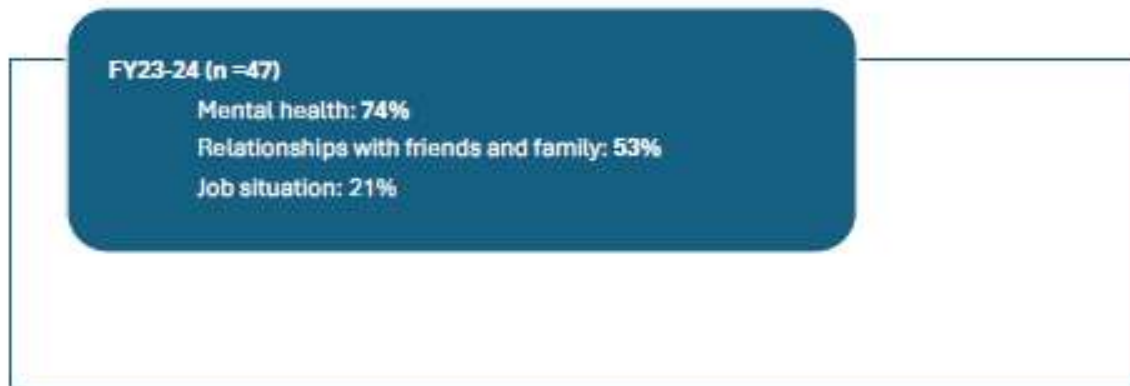 FY23-24 (n =47)
Mental health: 74%
Relationships with friends and family: 53%
Job situation: 21%